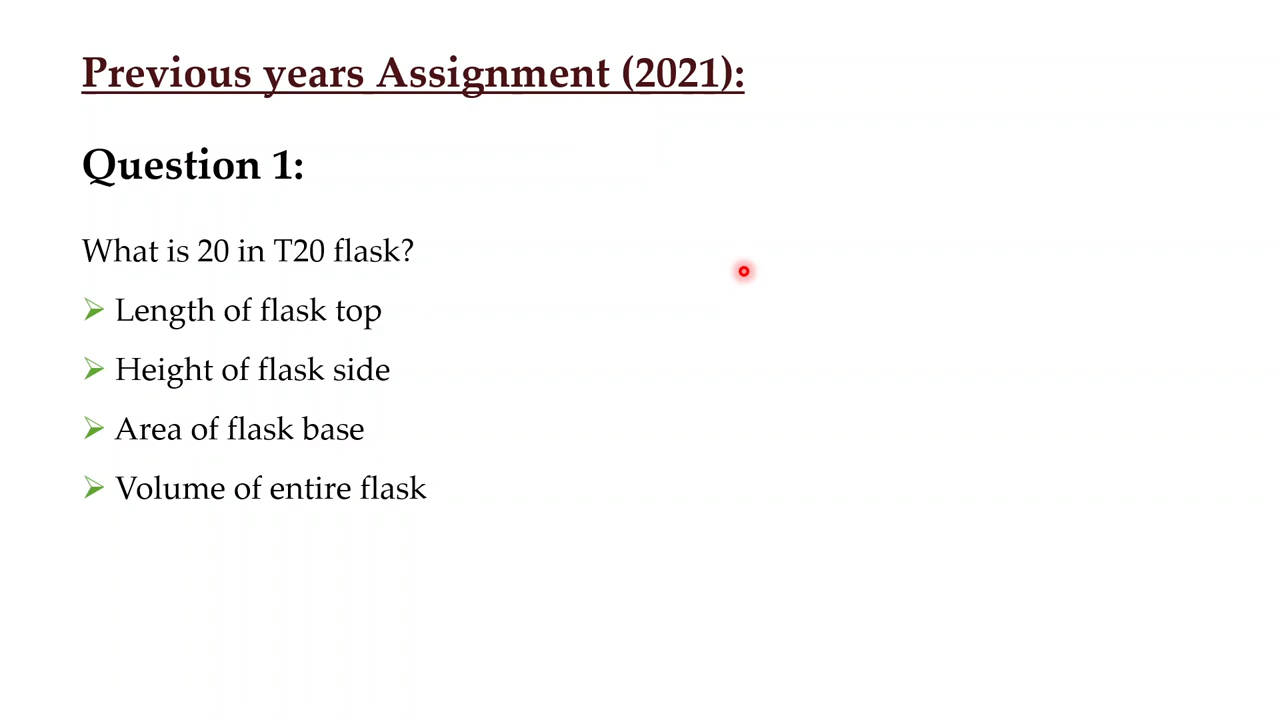 Previous years Assignment (2021):
Question 1:
What is 20 in T20 flask?
Length of flask top
Height of flask side
Area of flask base
Volume of entire flask